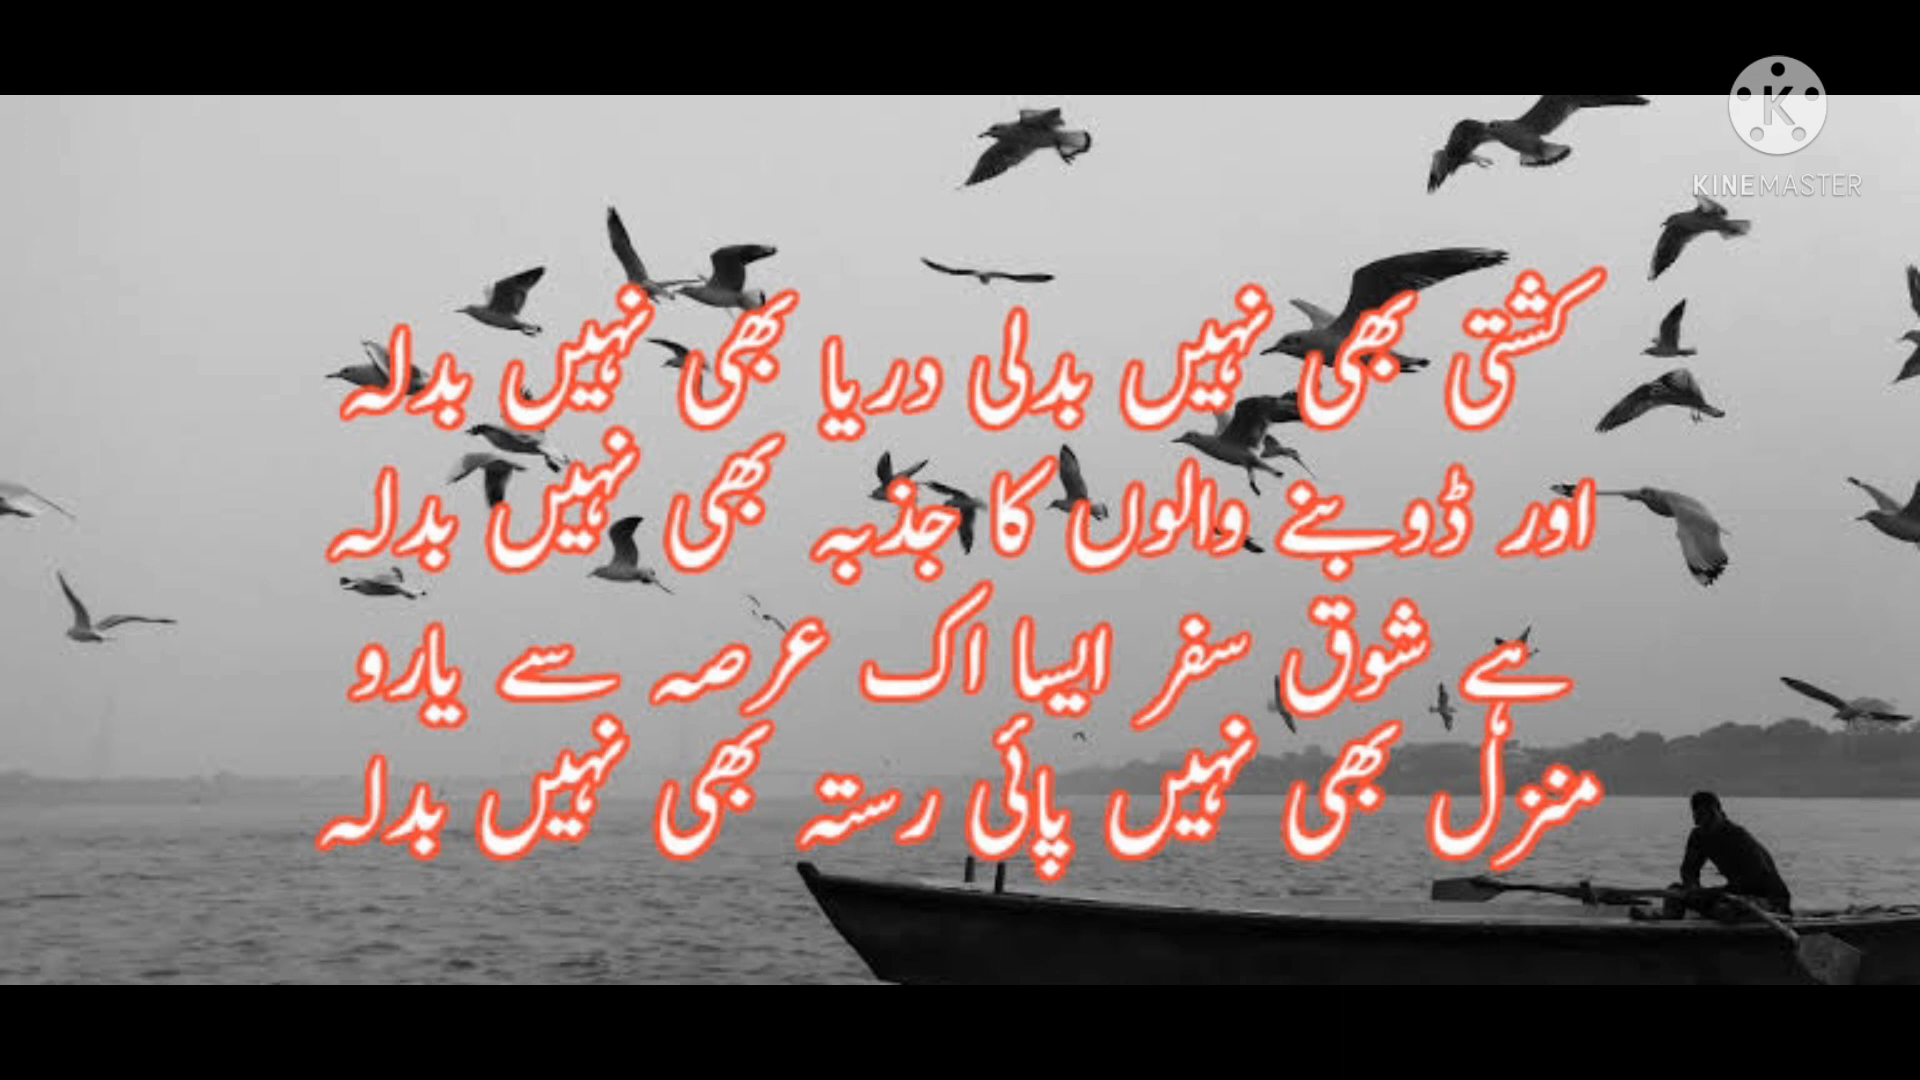 KINEMASTER
کشتی بھی نہیں بدلی دریا بھی نہیں بدلہ
اور ڈوبنے والوں کا جذبہ بھی نہیں بدلہ
ہے شوق سفر ایسا اک عرصہ سے یارو
منزل بھی نہیں پائی رستہ بھی نہیں بدلہ